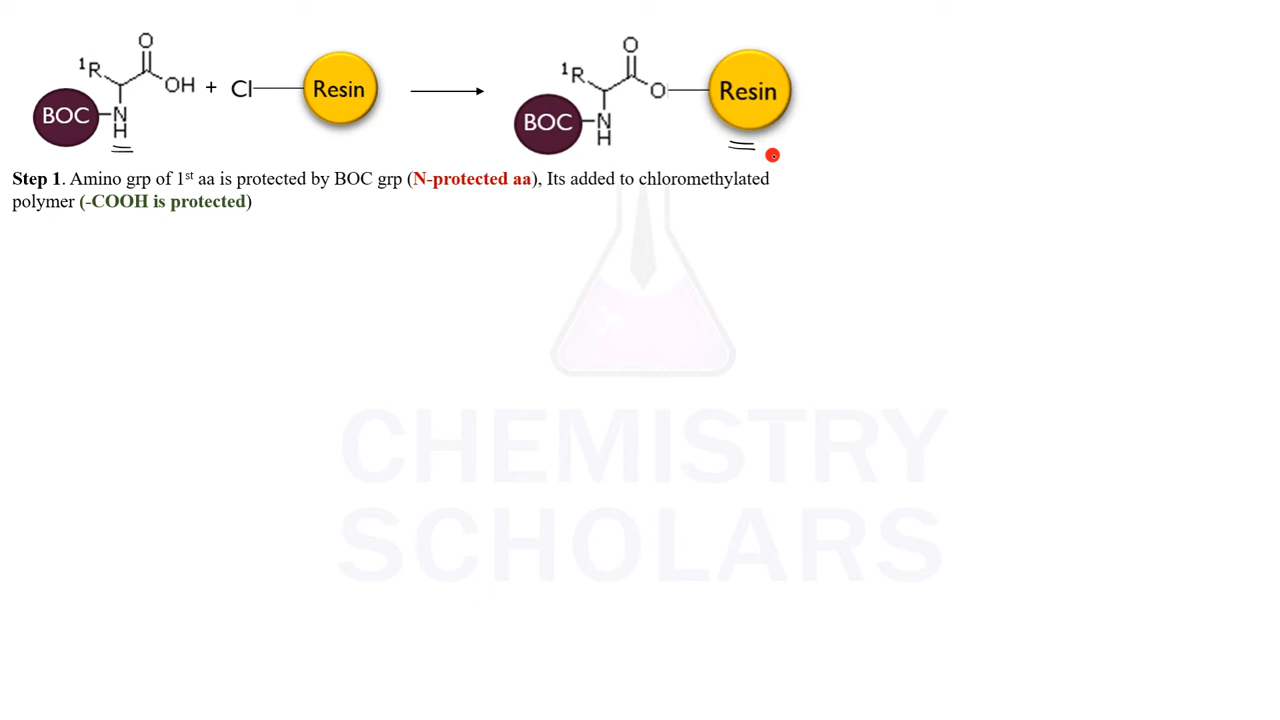 O O
¹R ¹R
OH + Cl Resin O Resin
BOC N BOC N
H H
Step 1. Amino grp of 1st aa is protected by BOC grp (N-protected aa), Its added to chloromethylated
polymer (-COOH is protected)
CHEMISTRY
SCHOLARS